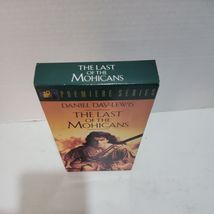 THE LAST
OF THE
MOHICANS
PREMIERE SERIES
DANIEL DAY-LEWIS
THE LAST
OF THE
MOHICANS